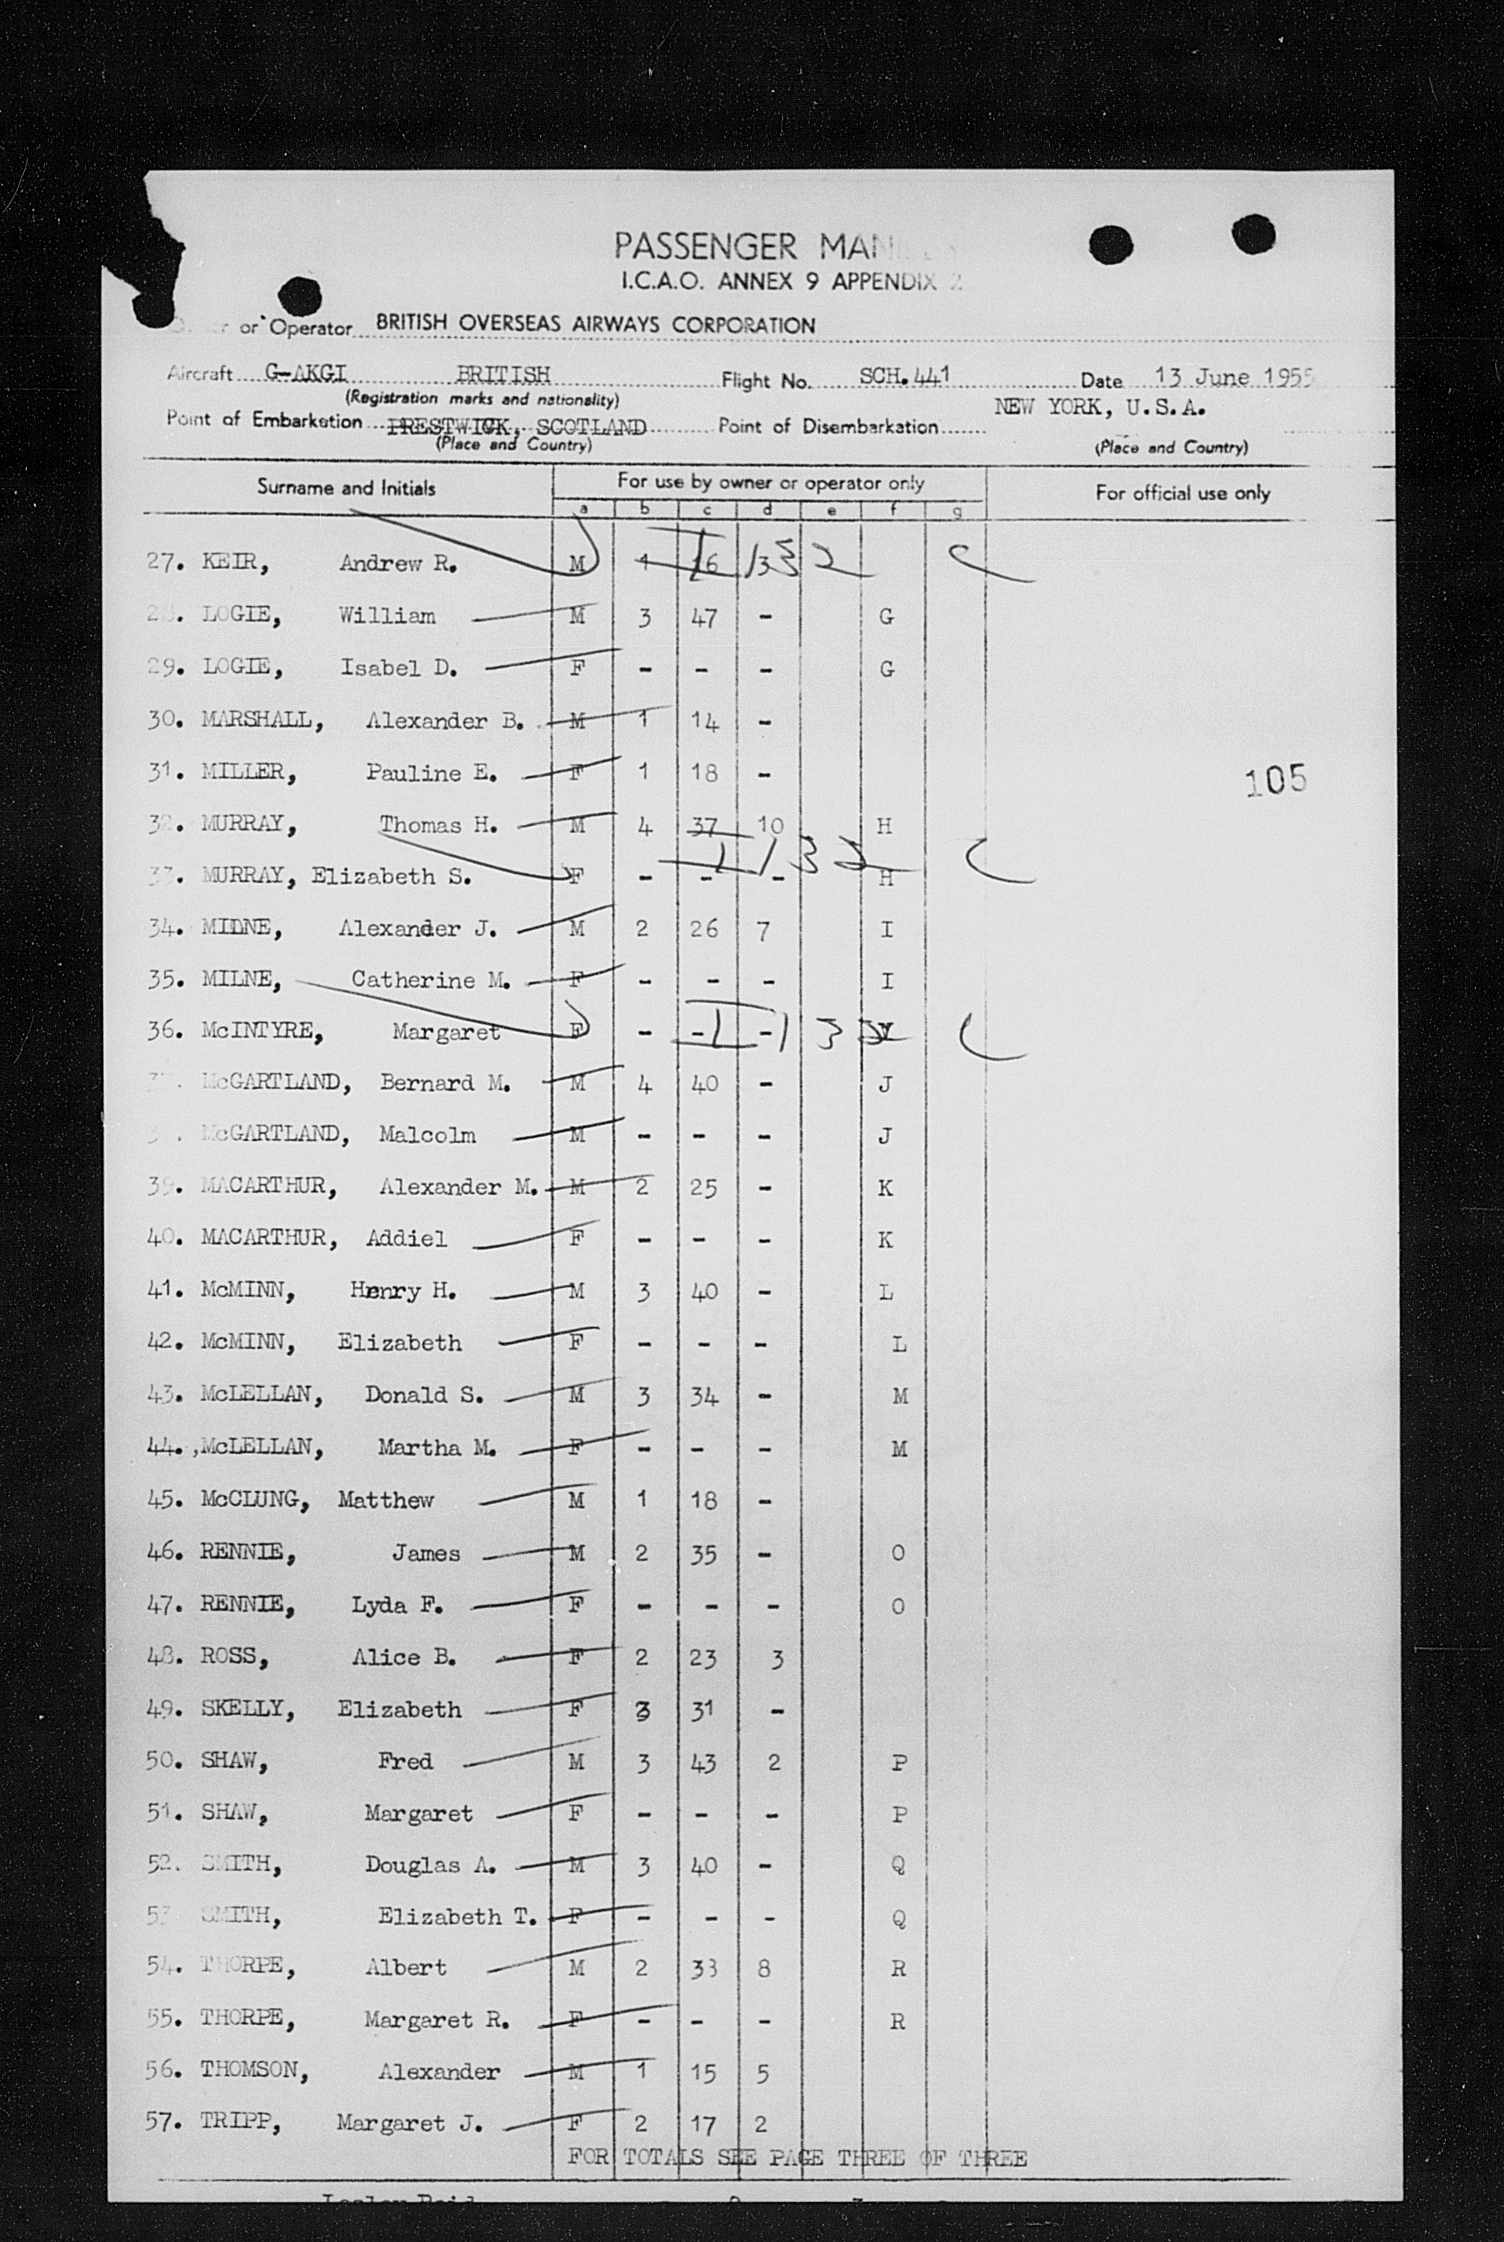 PASSENGER MAN
I.C.A.O. ANNEX 9 APPENDIX 2
or Operator BRITISH OVERSEAS AIRWAYS CORPORATION
Aircraft G-AKGI BRITISH Flight No. SCH.441 Date 13 June 1955
(Registration marks and nationality)
NEW YORK, U.S.A.
Point of Embarkation PRESTWICK, SCOTLAND Point of Disembarkation
(Place and Country) (Place and Country)
Surname and Initials For use by owner or operator only For official use only
a b c d e f g
27. KEIR, Andrew R. M 1 16 1332 C
28. LOGIE, William M 3 47 - G
29. LOGIE, Isabel D. F - - - G
30. MARSHALL, Alexander B. M 1 14 -
31. MILLER, Pauline E. F 1 18 -
105
32. MURRAY, Thomas H. M 4 37 10 H
1132 C
33. MURRAY, Elizabeth S. F - - - H
34. MIDNE, Alexander J. M 2 26 7 I
35. MILNE, Catherine M. F - - - I
36. McINTYRE, Margaret F - - - C
37. McGARTLAND, Bernard M. M 4 40 - J
McGARTLAND, Malcolm M - - - J
39. MACARTHUR, Alexander M. M 2 25 - K
40. MACARTHUR, Addiel F - - - K
41. McMINN, Henry H. M 3 40 - L
42. McMINN, Elizabeth F - - - L
43. McLELLAN, Donald S. M 3 34 - M
44. ,McLELLAN, Martha M. F - - - M
45. McCLUNG, Matthew M 1 18 -
46. RENNIE, James M 2 35 - O
47. RENNIE, Lyda F. F - - - O
48. ROSS, Alice B. F 2 23 3
49. SKELLY, Elizabeth F 3 31 -
50. SHAW, Fred M 3 43 2 P
51. SHAW, Margaret F - - - P
52. SMITH, Douglas A. M 3 40 - Q
53 SMITH, Elizabeth T. F - - - Q
54. THORPE, Albert M 2 33 8 R
55. THORPE, Margaret R. F - - - R
56. THOMSON, Alexander M 1 15 5
57. TRIPP, Margaret J. F 2 17 2
FOR TOTALS SEE PAGE THREE OF THREE